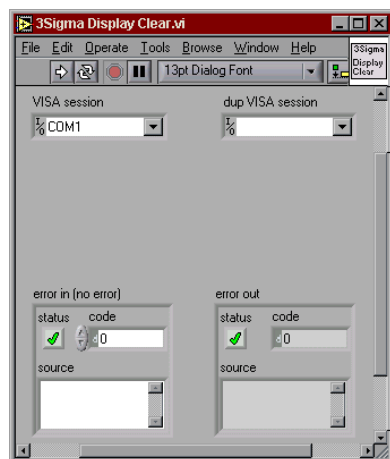 3Sigma Display Clear.vi
File Edit Operate Tools Browse Window Help
3Sigma
Display
Clear
13pt Dialog Font
VISA session
dup VISA session
I/O COM1
I/O
error in (no error)
error out
status code
status code
d 0
d 0
source
source